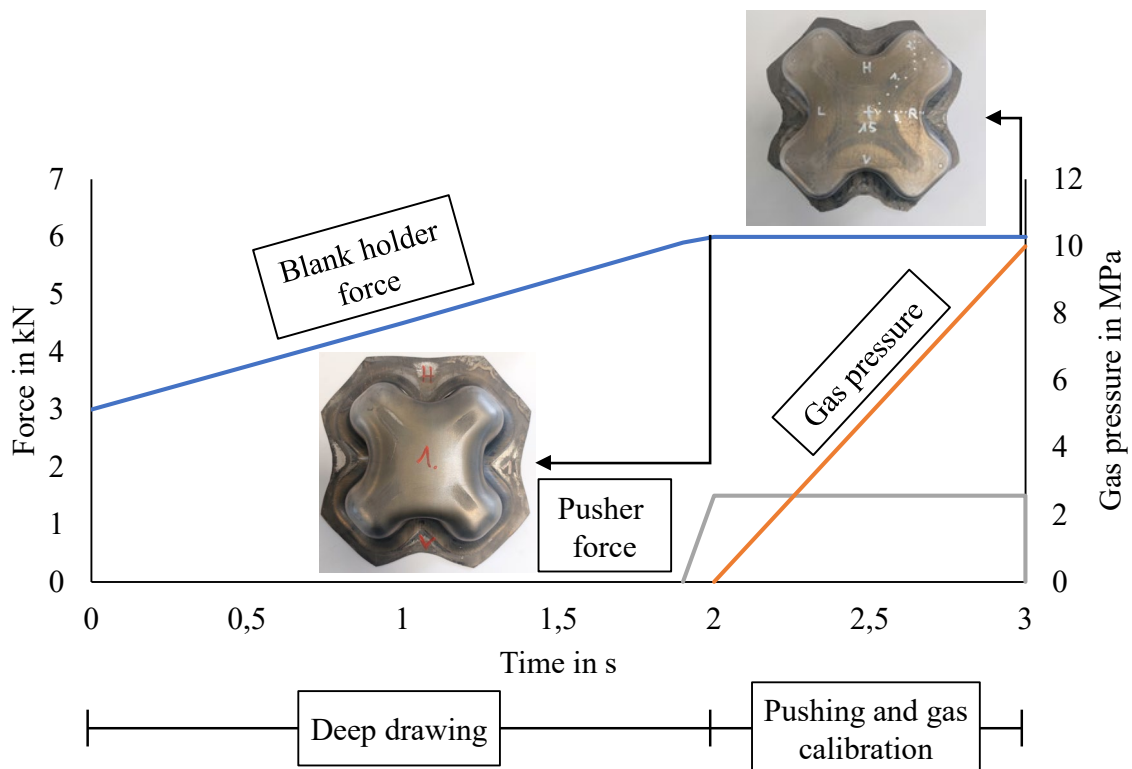 H
L
R
15
V
7
6
5
4
3
2
1
0
Force in kN
Blank holder
force
H
1.
V
Pusher
force
Gas pressure
12
10
8
6
4
2
0
Gas pressure in MPa
0
0,5
1
1,5
2
2,5
3
Time in s
Deep drawing
Pushing and gas
calibration